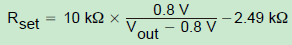 R_set = 10 kΩ × 0.8 V / (V_out − 0.8 V) − 2.49 kΩ